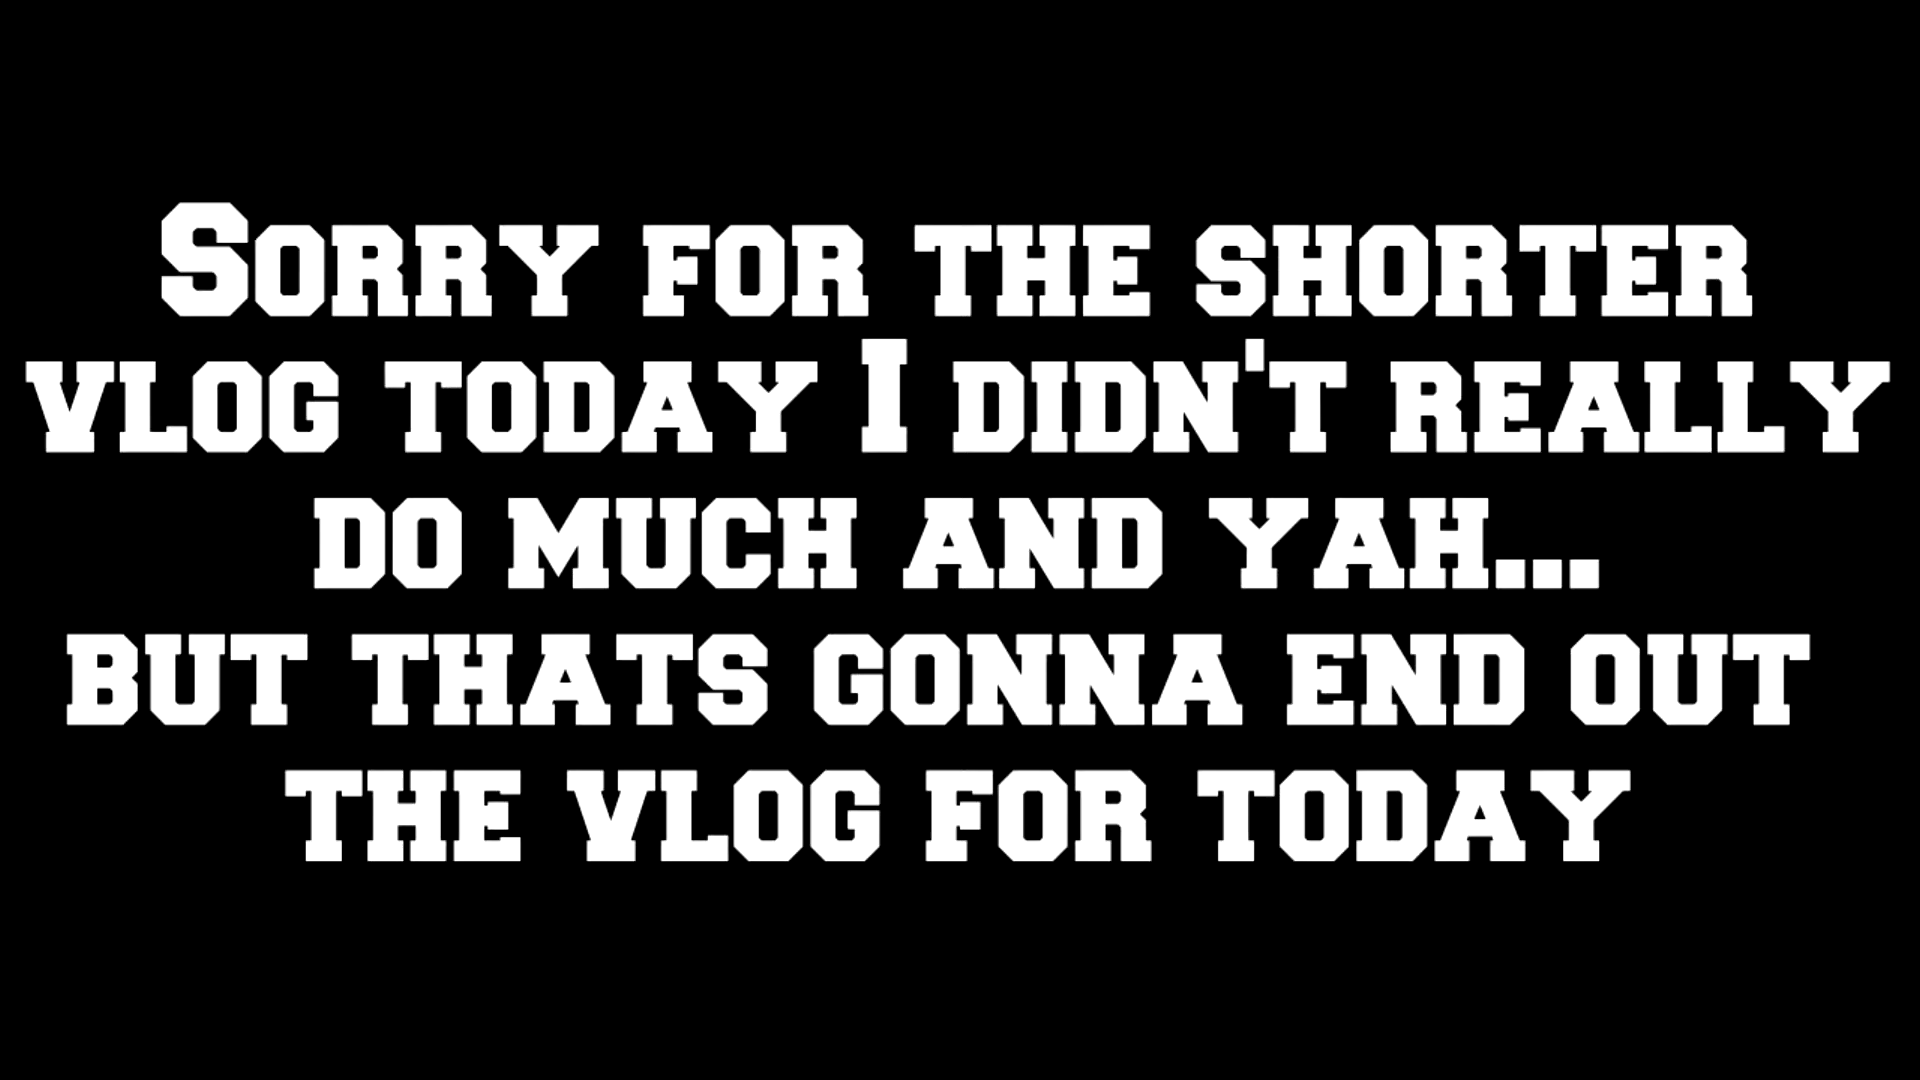 Sorry for the shorter
vlog today I didn't really
do much and yah...
but thats gonna end out
the vlog for today